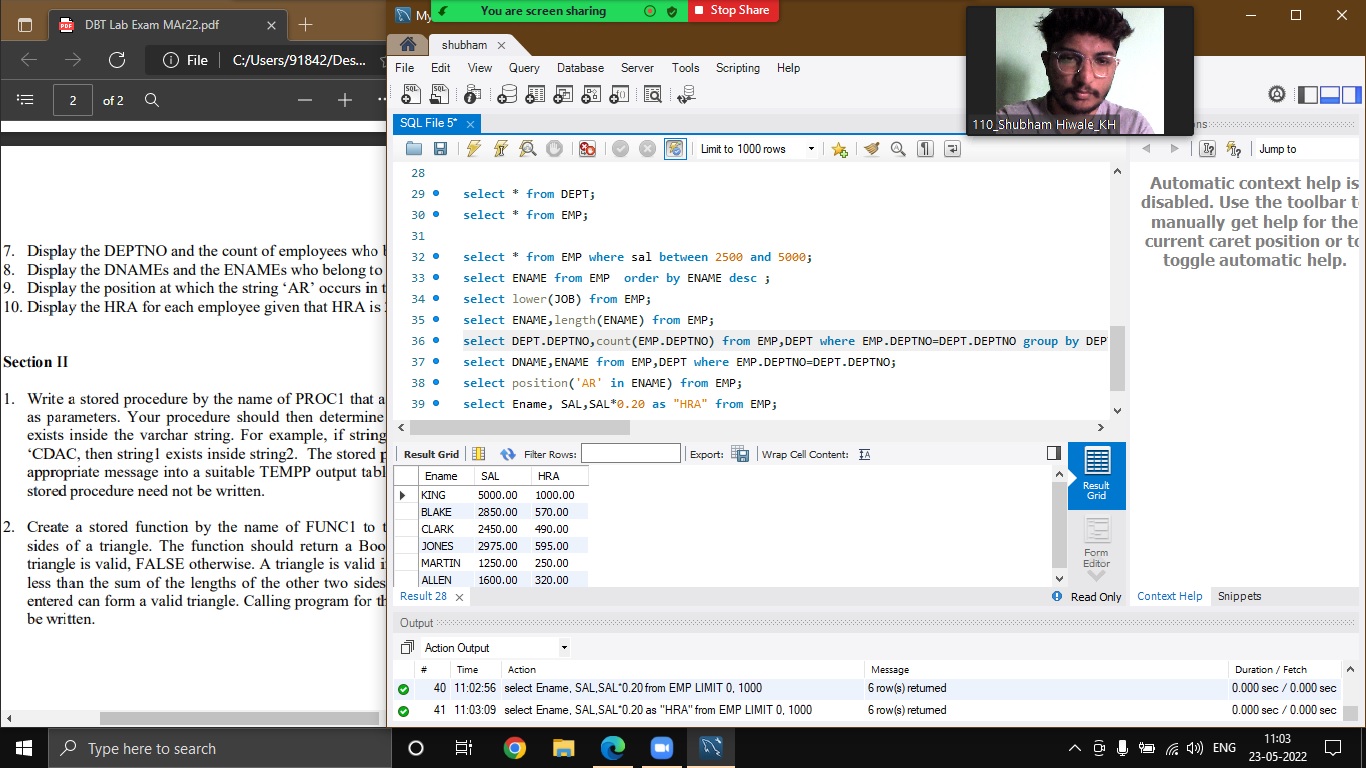 DBT Lab Exam MAr22.pdf
File
C:/Users/91842/Des...
2
of 2
7. Display the DEPTNO and the count of employees who
8. Display the DNAMEs and the ENAMEs who belong to
9. Display the position at which the string ‘AR’ occurs in
10. Display the HRA for each employee given that HRA is
Section II
1. Write a stored procedure by the name of PROC1 that a
as parameters. Your procedure should then determine
exists inside the varchar string. For example, if string
‘CDAC, then string1 exists inside string2. The stored
appropriate message into a suitable TEMPP output tabl
stored procedure need not be written.
2. Create a stored function by the name of FUNC1 to
sides of a triangle. The function should return a Boo
triangle is valid, FALSE otherwise. A triangle is valid
less than the sum of the lengths of the other two sides
entered can form a valid triangle. Calling program for
be written.
My
You are screen sharing
Stop Share
shubham
File Edit View Query Database Server Tools Scripting Help
SQL File 5*
Limit to 1000 rows
28
29 select * from DEPT;
30 select * from EMP;
31
32 select * from EMP where sal between 2500 and 5000;
33 select ENAME from EMP  order by ENAME desc ;
34 select lower(JOB) from EMP;
35 select ENAME,length(ENAME) from EMP;
36 select DEPT.DEPTNO,count(EMP.DEPTNO) from EMP,DEPT where EMP.DEPTNO=DEPT.DEPTNO group by DEP
37 select DNAME,ENAME from EMP,DEPT where EMP.DEPTNO=DEPT.DEPTNO;
38 select position('AR' in ENAME) from EMP;
39 select Ename, SAL,SAL*0.20 as "HRA" from EMP;
Result Grid
Filter Rows:
Export:
Wrap Cell Content:
Ename SAL HRA
KING 5000.00 1000.00
BLAKE 2850.00 570.00
CLARK 2450.00 490.00
JONES 2975.00 595.00
MARTIN 1250.00 250.00
ALLEN 1600.00 320.00
Result Grid
Form Editor
Result 28
Read Only
110_Shubham Hiwale_KH
ns
Jump to
Automatic context help is
disabled. Use the toolbar t
manually get help for the
current caret position or to
toggle automatic help.
Context Help Snippets
Output
Action Output
# Time Action Message Duration / Fetch
40 11:02:56 select Ename, SAL,SAL*0.20 from EMP LIMIT 0, 1000 6 row(s) returned 0.000 sec / 0.000 sec
41 11:03:09 select Ename, SAL,SAL*0.20 as "HRA" from EMP LIMIT 0, 1000 6 row(s) returned 0.000 sec / 0.000 sec
Type here to search
ENG
11:03
23-05-2022